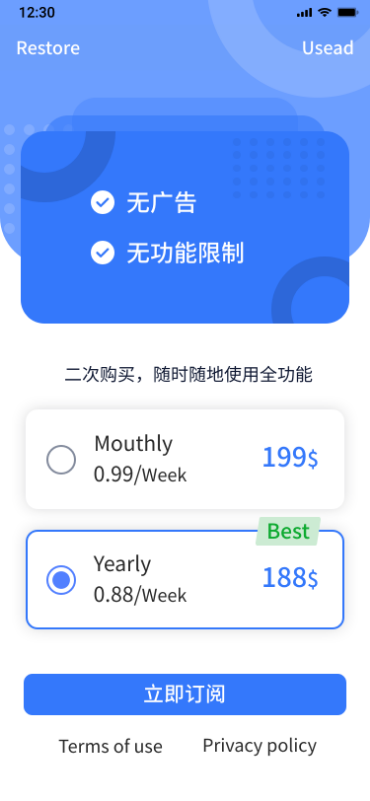 12:30
Restore
Usead
无广告
无功能限制
二次购买，随时随地使用全功能
Mouthly
0.99/Week
199$
Best
Yearly
0.88/Week
188$
立即订阅
Terms of use
Privacy policy